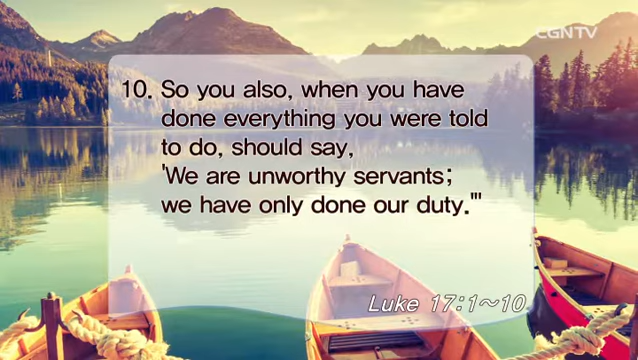 CGNTV
10. So you also, when you have
done everything you were told
to do, should say,
'We are unworthy servants;
we have only done our duty.'"
Luke 17:1~10